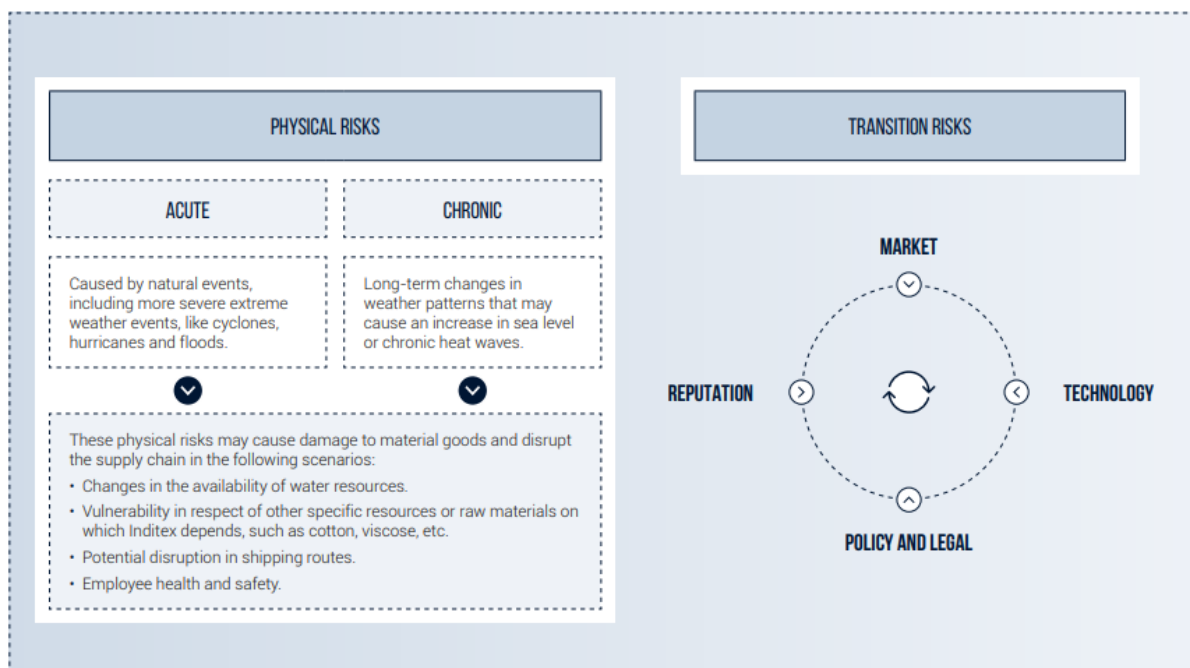 PHYSICAL RISKS
ACUTE
CHRONIC
Caused by natural events,
including more severe extreme
weather events, like cyclones,
hurricanes and floods.
Long-term changes in
weather patterns that may
cause an increase in sea level
or chronic heat waves.
These physical risks may cause damage to material goods and disrupt
the supply chain in the following scenarios:
• Changes in the availability of water resources.
• Vulnerability in respect of other specific resources or raw materials on
which Inditex depends, such as cotton, viscose, etc.
• Potential disruption in shipping routes.
• Employee health and safety.
TRANSITION RISKS
MARKET
REPUTATION
TECHNOLOGY
POLICY AND LEGAL